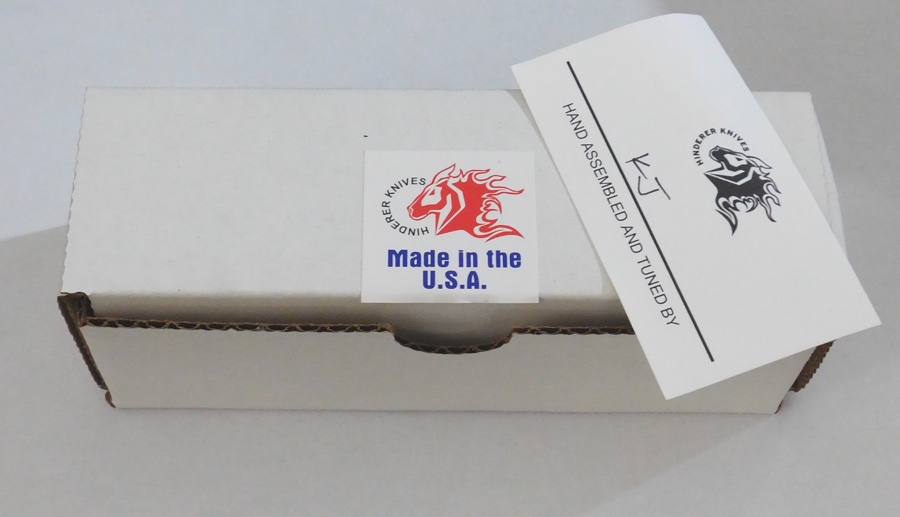 HINDERER KNIVES
Made in the
U.S.A.
HINDERER KNIVES
KJ
HAND ASSEMBLED AND TUNED BY